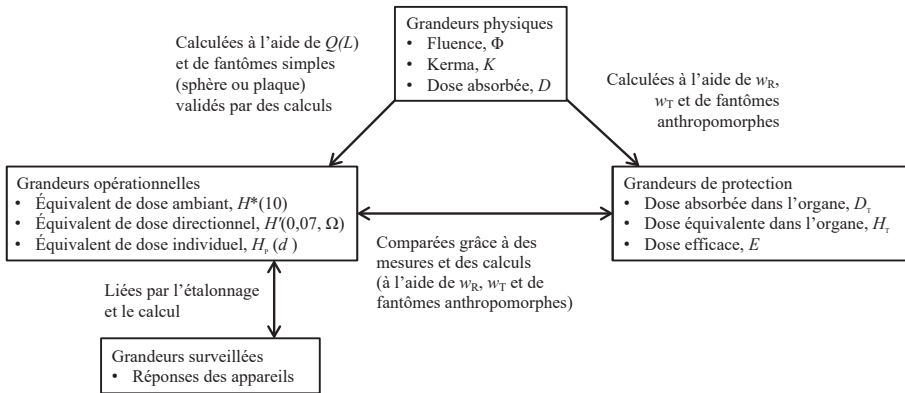 Grandeurs physiques
• Fluence, Φ
• Kerma, K
• Dose absorbée, D
Calculées à l’aide de Q(L)
et de fantômes simples
(sphère ou plaque)
validés par des calculs
Calculées à l’aide de wR,
wT et de fantômes
anthropomorphes
Grandeurs opérationnelles
• Équivalent de dose ambiant, H*(10)
• Équivalent de dose directionnel, H'(0,07, Ω)
• Équivalent de dose individuel, HP (d)
Grandeurs de protection
• Dose absorbée dans l’organe, DT
• Dose équivalente dans l’organe, HT
• Dose efficace, E
Comparées grâce à des
mesures et des calculs
(à l’aide de wR, wT et de
fantômes anthropomorphes)
Liées par l’étalonnage
et le calcul
Grandeurs surveillées
• Réponses des appareils